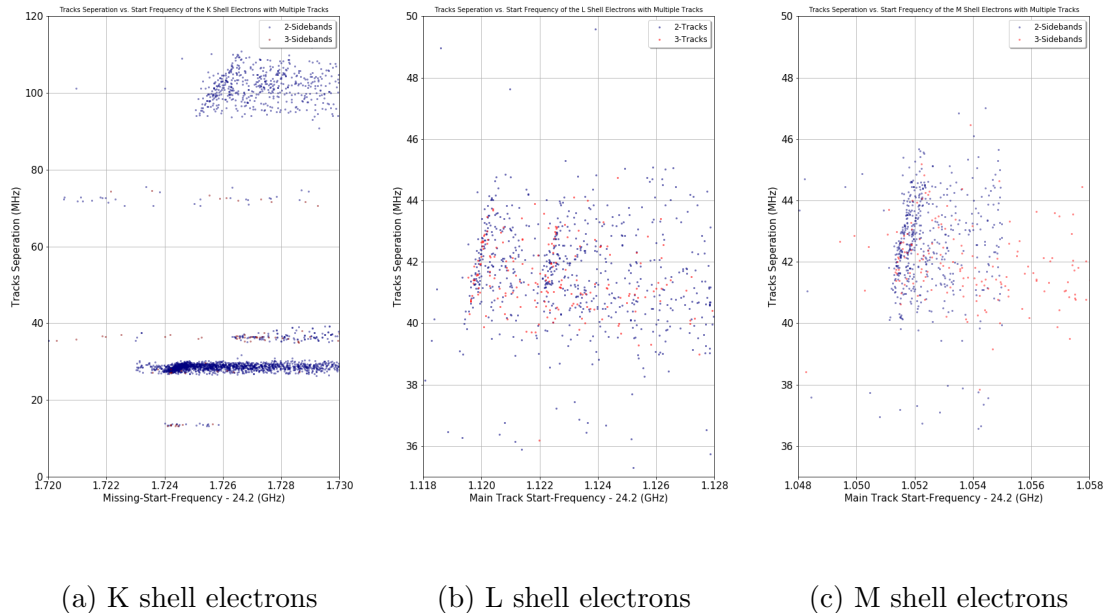 Tracks Seperation vs. Start Frequency of the K Shell Electrons with Multiple Tracks
120
100
80
60
40
20
0
Tracks Seperation (MHz)
2-Sidebands
3-Sidebands
1.720
1.722
1.724
1.726
1.728
1.730
Missing-Start-Frequency - 24.2 (GHz)
(a) K shell electrons
Tracks Seperation vs. Start Frequency of the L Shell Electrons with Multiple Tracks
50
48
46
44
42
40
38
36
Tracks Seperation (MHz)
2-Tracks
3-Tracks
1.118
1.120
1.122
1.124
1.126
1.128
Main Track Start-Frequency - 24.2 (GHz)
(b) L shell electrons
Tracks Seperation vs. Start Frequency of the M Shell Electrons with Multiple Tracks
50
48
46
44
42
40
38
36
Tracks Seperation (MHz)
2-Sidebands
3-Sidebands
1.048
1.050
1.052
1.054
1.056
1.058
Main Track Start-Frequency - 24.2 (GHz)
(c) M shell electrons